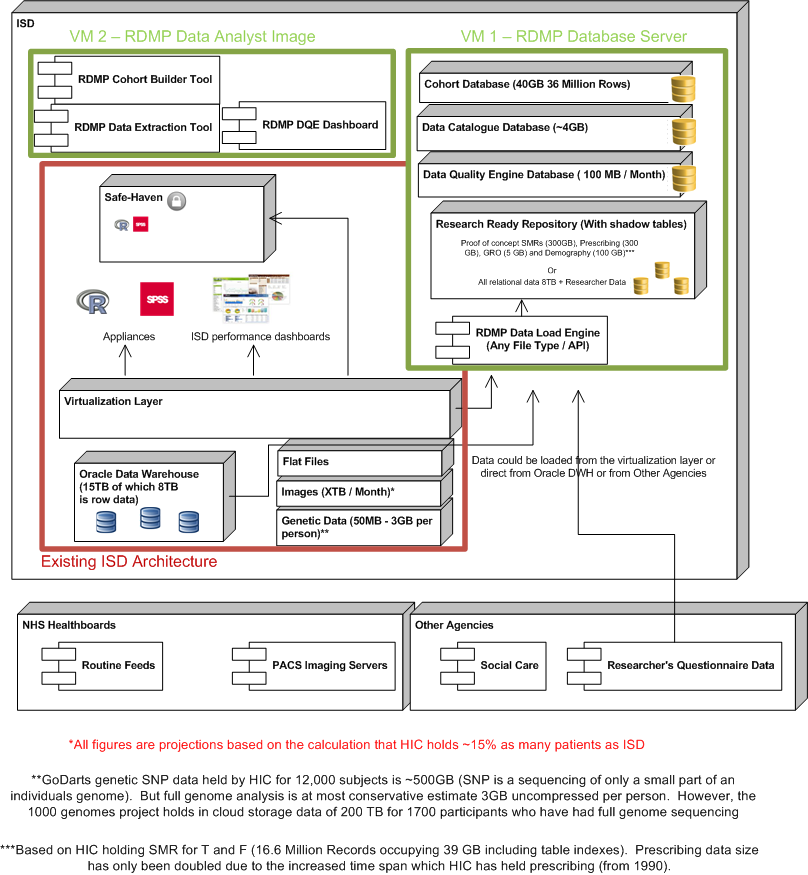 ISD
VM 2 – RDMP Data Analyst Image
VM 1 – RDMP Database Server
RDMP Cohort Builder Tool
RDMP Data Extraction Tool
RDMP DQE Dashboard
Cohort Database (40GB 36 Million Rows)
Data Catalogue Database (~4GB)
Data Quality Engine Database ( 100 MB / Month)
Research Ready Repository (With shadow tables)
Proof of concept SMRs (300GB), Prescribing (300
GB), GRO (5 GB) and Demography (100 GB)***
Or
All relational data 8TB + Researcher Data
RDMP Data Load Engine
(Any File Type / API)
Safe-Haven
R
SPSS
R
SPSS
Appliances
ISD performance dashboards
Virtualization Layer
Oracle Data Warehouse
(15TB of which 8TB
is row data)
Flat Files
Images (XTB / Month)*
Genetic Data (50MB - 3GB per
person)**
Data could be loaded from the virtualization layer or
direct from Oracle DWH or from Other Agencies
Existing ISD Architecture
NHS Healthboards
Routine Feeds
PACS Imaging Servers
Other Agencies
Social Care
Researcher's Questionnaire Data
*All figures are projections based on the calculation that HIC holds ~15% as many patients as ISD
**GoDarts genetic SNP data held by HIC for 12,000 subjects is ~500GB (SNP is a sequencing of only a small part of an
individuals genome).  But full genome analysis is at most conservative estimate 3GB uncompressed per person.  However, the
1000 genomes project holds in cloud storage data of 200 TB for 1700 participants who have had full genome sequencing
***Based on HIC holding SMR for T and F (16.6 Million Records occupying 39 GB including table indexes).  Prescribing data size
has only been doubled due to the increased time span which HIC has held prescribing (from 1990).